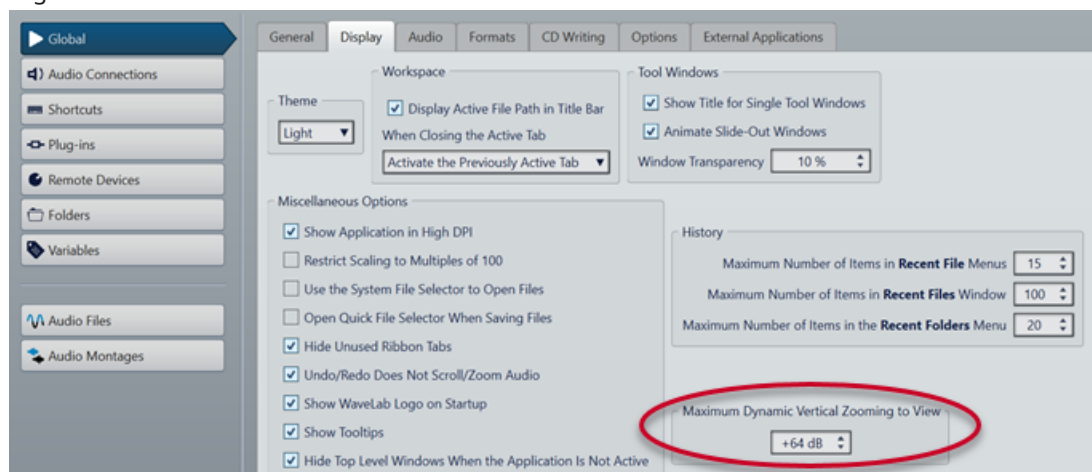 Global
Audio Connections
Shortcuts
Plug-ins
Remote Devices
Folders
Variables
Audio Files
Audio Montages
General Display Audio Formats CD Writing Options External Applications
Theme
Light
Workspace
Display Active File Path in Title Bar
When Closing the Active Tab
Activate the Previously Active Tab
Tool Windows
Show Title for Single Tool Windows
Animate Slide-Out Windows
Window Transparency 10 %
Miscellaneous Options
Show Application in High DPI
Restrict Scaling to Multiples of 100
Use the System File Selector to Open Files
Open Quick File Selector When Saving Files
Hide Unused Ribbon Tabs
Undo/Redo Does Not Scroll/Zoom Audio
Show WaveLab Logo on Startup
Show Tooltips
Hide Top Level Windows When the Application Is Not Active
History
Maximum Number of Items in Recent File Menus 15
Maximum Number of Items in Recent Files Window 100
Maximum Number of Items in the Recent Folders Menu 20
Maximum Dynamic Vertical Zooming to View
+64 dB